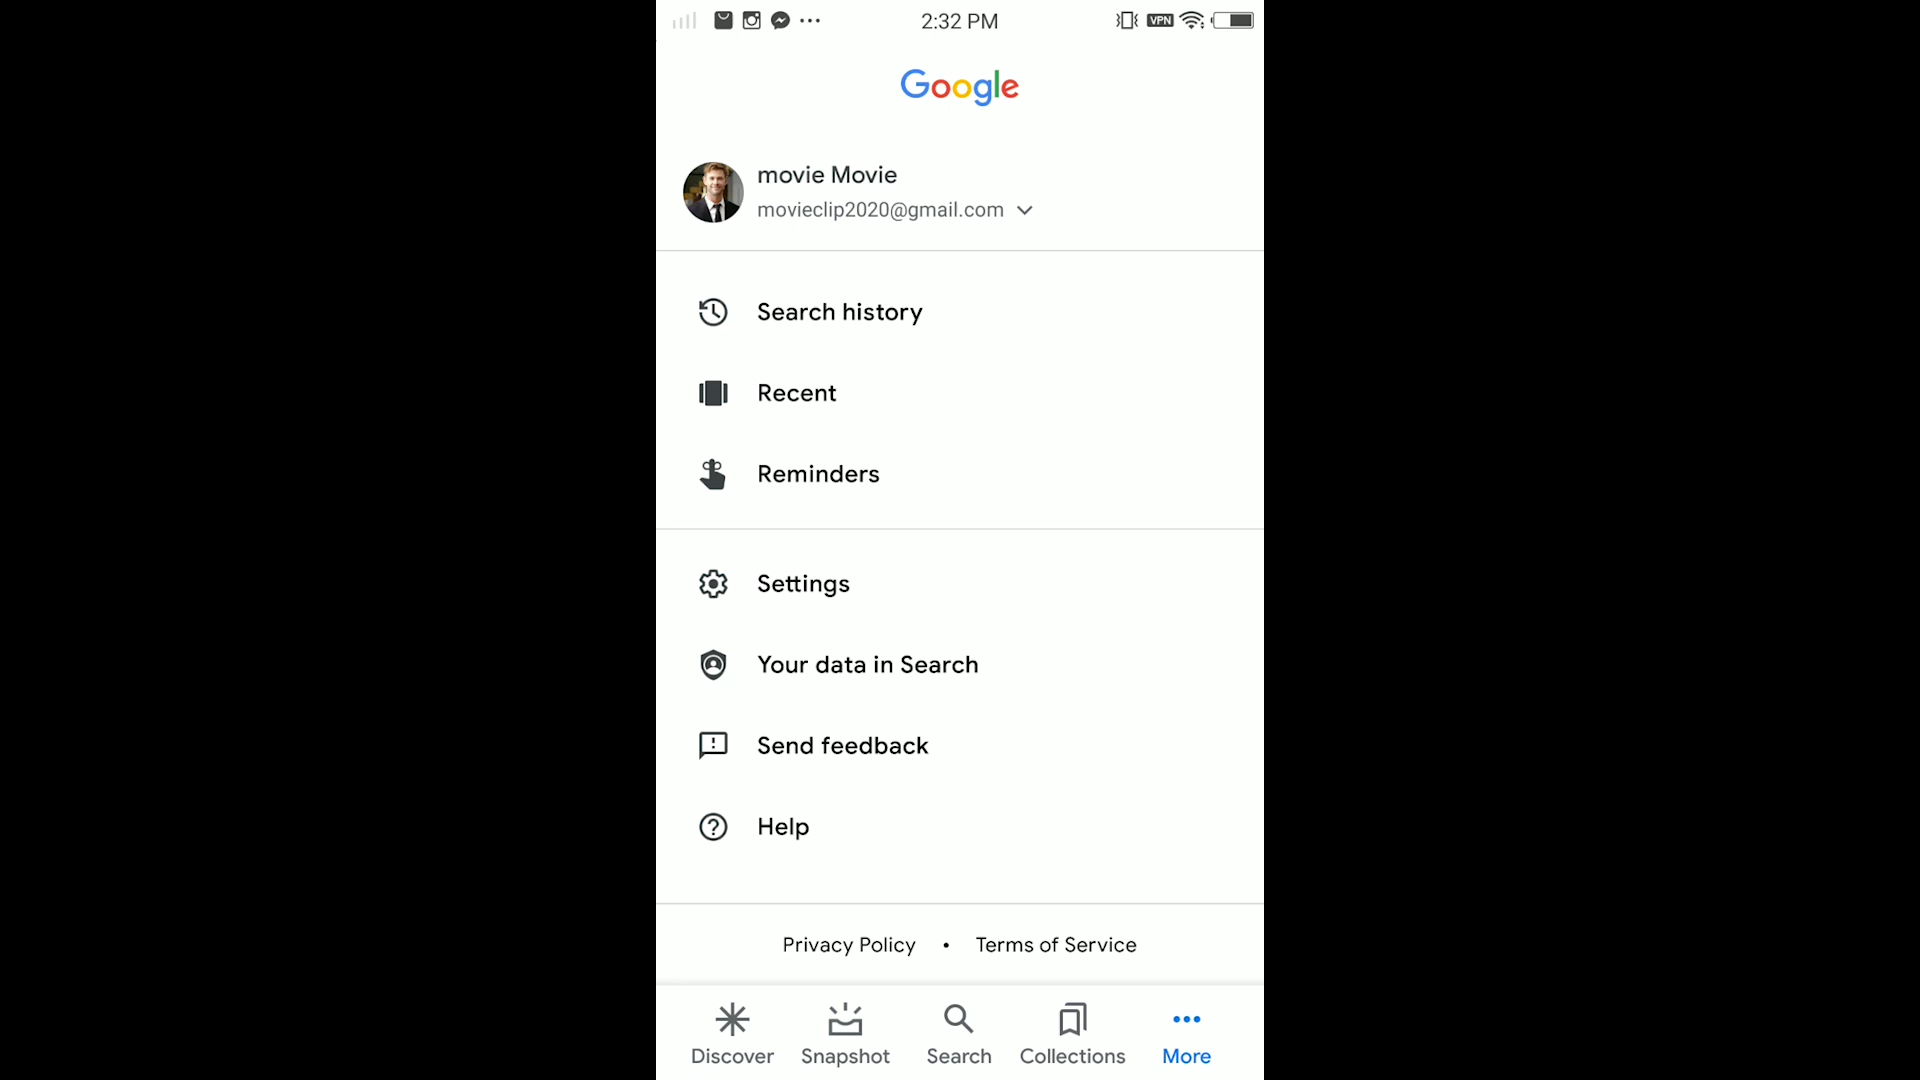 2:32 PM
VPN
Google
movie Movie
movieclip2020@gmail.com
Search history
Recent
Reminders
Settings
Your data in Search
Send feedback
Help
Privacy Policy • Terms of Service
Discover Snapshot Search Collections More